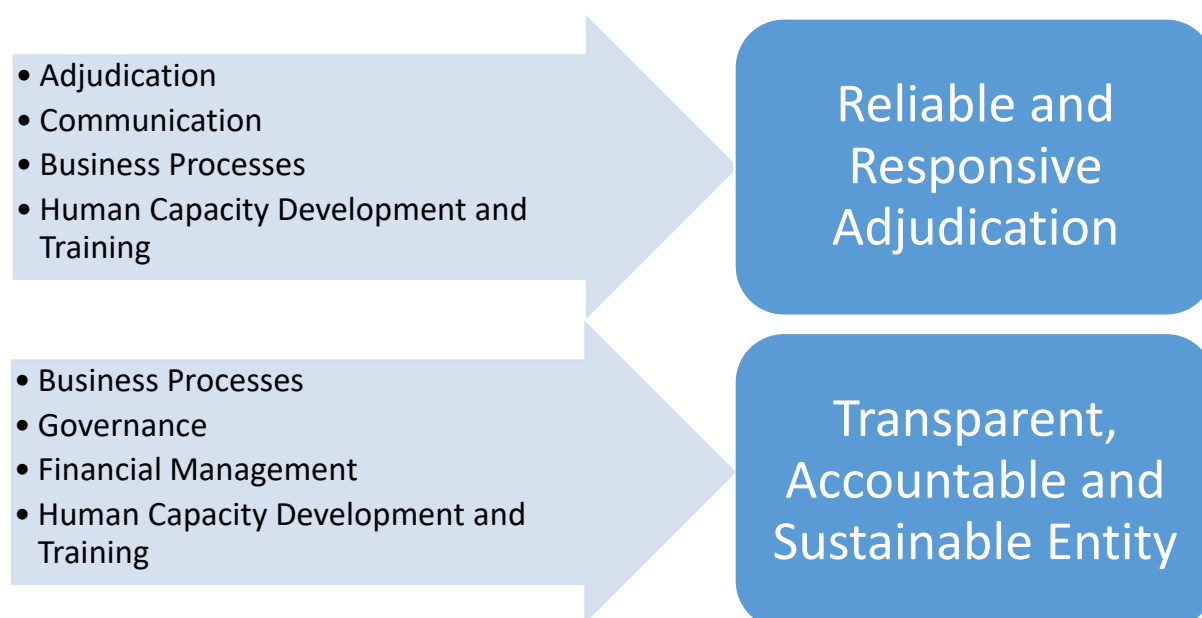 • Adjudication
• Communication
• Business Processes
• Human Capacity Development and
Training
Reliable and
Responsive
Adjudication
• Business Processes
• Governance
• Financial Management
• Human Capacity Development and
Training
Transparent,
Accountable and
Sustainable Entity